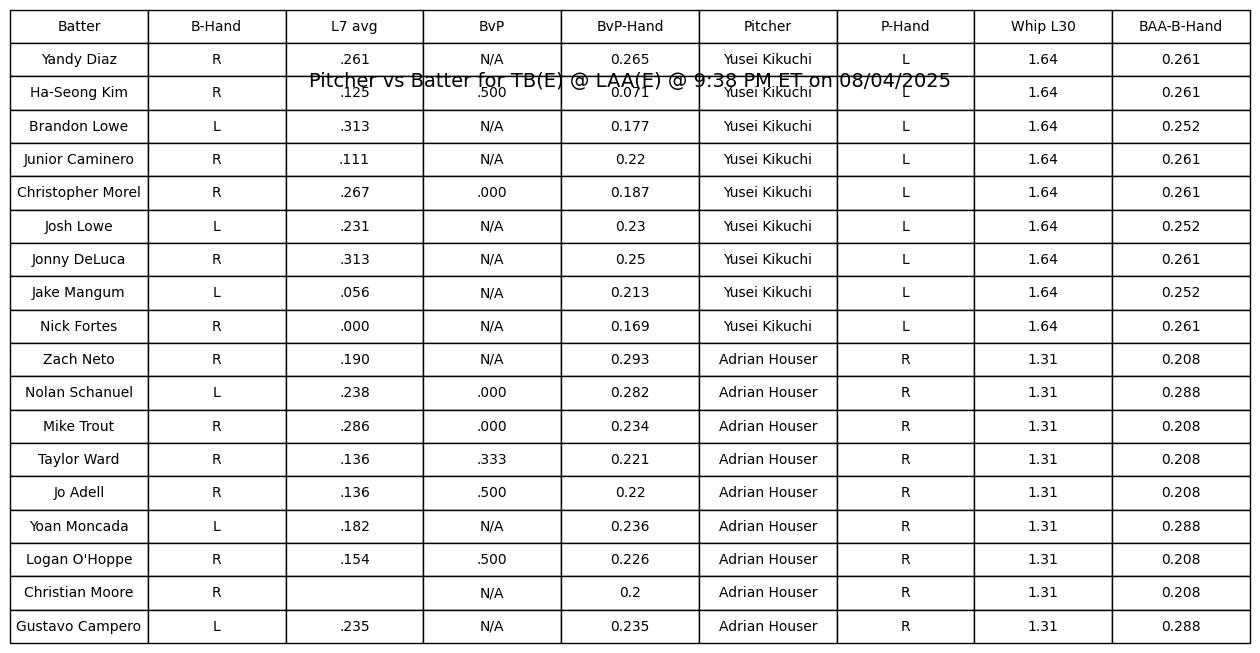 Batter B-Hand L7 avg BvP BvP-Hand Pitcher P-Hand Whip L30 BAA-B-Hand
Yandy Diaz R .261 N/A 0.265 Yusei Kikuchi L 1.64 0.261
Pitcher vs Batter for TB(E) @ LAA(E) @ 9:38 PM ET on 08/04/2025
Ha-Seong Kim R .125 .500 0.071 Yusei Kikuchi L 1.64 0.261
Brandon Lowe L .313 N/A 0.177 Yusei Kikuchi L 1.64 0.252
Junior Caminero R .111 N/A 0.22 Yusei Kikuchi L 1.64 0.261
Christopher Morel R .267 .000 0.187 Yusei Kikuchi L 1.64 0.261
Josh Lowe L .231 N/A 0.23 Yusei Kikuchi L 1.64 0.252
Jonny DeLuca R .313 N/A 0.25 Yusei Kikuchi L 1.64 0.261
Jake Mangum L .056 N/A 0.213 Yusei Kikuchi L 1.64 0.252
Nick Fortes R .000 N/A 0.169 Yusei Kikuchi L 1.64 0.261
Zach Neto R .190 N/A 0.293 Adrian Houser R 1.31 0.208
Nolan Schanuel L .238 .000 0.282 Adrian Houser R 1.31 0.288
Mike Trout R .286 .000 0.234 Adrian Houser R 1.31 0.208
Taylor Ward R .136 .333 0.221 Adrian Houser R 1.31 0.208
Jo Adell R .136 .500 0.22 Adrian Houser R 1.31 0.208
Yoan Moncada L .182 N/A 0.236 Adrian Houser R 1.31 0.288
Logan O'Hoppe R .154 .500 0.226 Adrian Houser R 1.31 0.208
Christian Moore R N/A 0.2 Adrian Houser R 1.31 0.208
Gustavo Campero L .235 N/A 0.235 Adrian Houser R 1.31 0.288